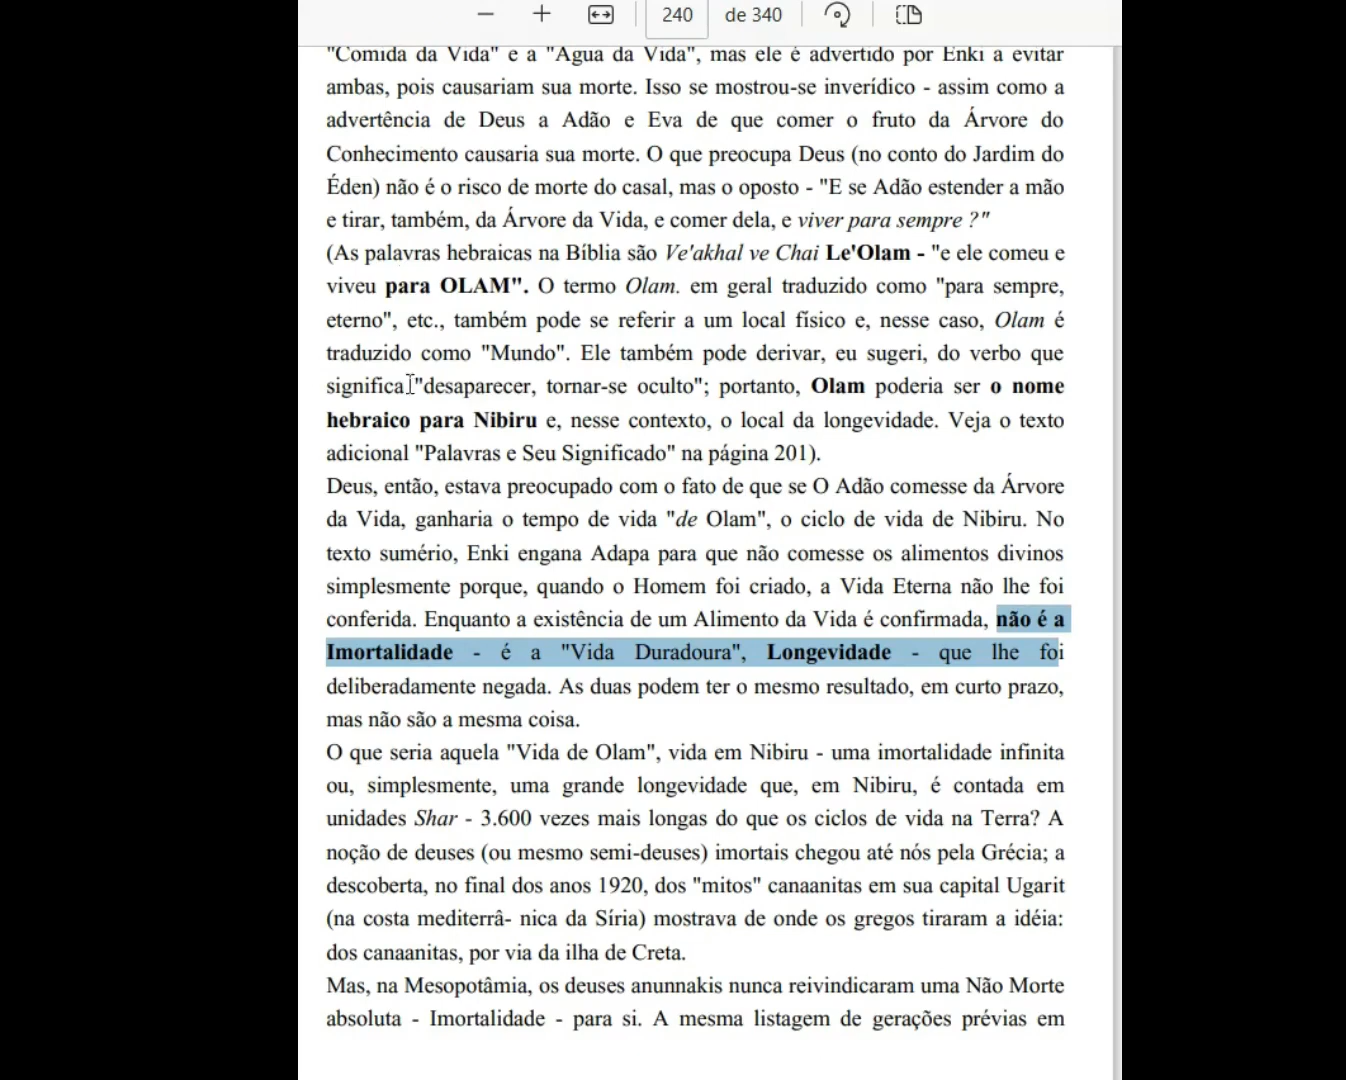 240 de 340
"Comida da Vida" e a "Água da Vida", mas ele é advertido por Enki a evitar
ambas, pois causariam sua morte. Isso se mostrou-se inverídico - assim como a
advertência de Deus a Adão e Eva de que comer o fruto da Árvore do
Conhecimento causaria sua morte. O que preocupa Deus (no conto do Jardim do
Éden) não é o risco de morte do casal, mas o oposto - "E se Adão estender a mão
e tirar, também, da Árvore da Vida, e comer dela, e viver para sempre ?"
(As palavras hebraicas na Bíblia são Ve'akhal ve Chai Le'Olam - "e ele comeu e
viveu para OLAM". O termo Olam. em geral traduzido como "para sempre,
eterno", etc., também pode se referir a um local físico e, nesse caso, Olam é
traduzido como "Mundo". Ele também pode derivar, eu sugeri, do verbo que
significa "desaparecer, tornar-se oculto"; portanto, Olam poderia ser o nome
hebraico para Nibiru e, nesse contexto, o local da longevidade. Veja o texto
adicional "Palavras e Seu Significado" na página 201).
Deus, então, estava preocupado com o fato de que se O Adão comesse da Árvore
da Vida, ganharia o tempo de vida "de Olam", o ciclo de vida de Nibiru. No
texto sumério, Enki engana Adapa para que não comesse os alimentos divinos
simplesmente porque, quando o Homem foi criado, a Vida Eterna não lhe foi
conferida. Enquanto a existência de um Alimento da Vida é confirmada, não é a
Imortalidade - é a "Vida Duradoura", Longevidade - que lhe foi
deliberadamente negada. As duas podem ter o mesmo resultado, em curto prazo,
mas não são a mesma coisa.
O que seria aquela "Vida de Olam", vida em Nibiru - uma imortalidade infinita
ou, simplesmente, uma grande longevidade que, em Nibiru, é contada em
unidades Shar - 3.600 vezes mais longas do que os ciclos de vida na Terra? A
noção de deuses (ou mesmo semi-deuses) imortais chegou até nós pela Grécia; a
descoberta, no final dos anos 1920, dos "mitos" canaanitas em sua capital Ugarit
(na costa mediterrâ- nica da Síria) mostrava de onde os gregos tiraram a idéia:
dos canaanitas, por via da ilha de Creta.
Mas, na Mesopotâmia, os deuses anunnakis nunca reivindicaram uma Não Morte
absoluta - Imortalidade - para si. A mesma listagem de gerações prévias em